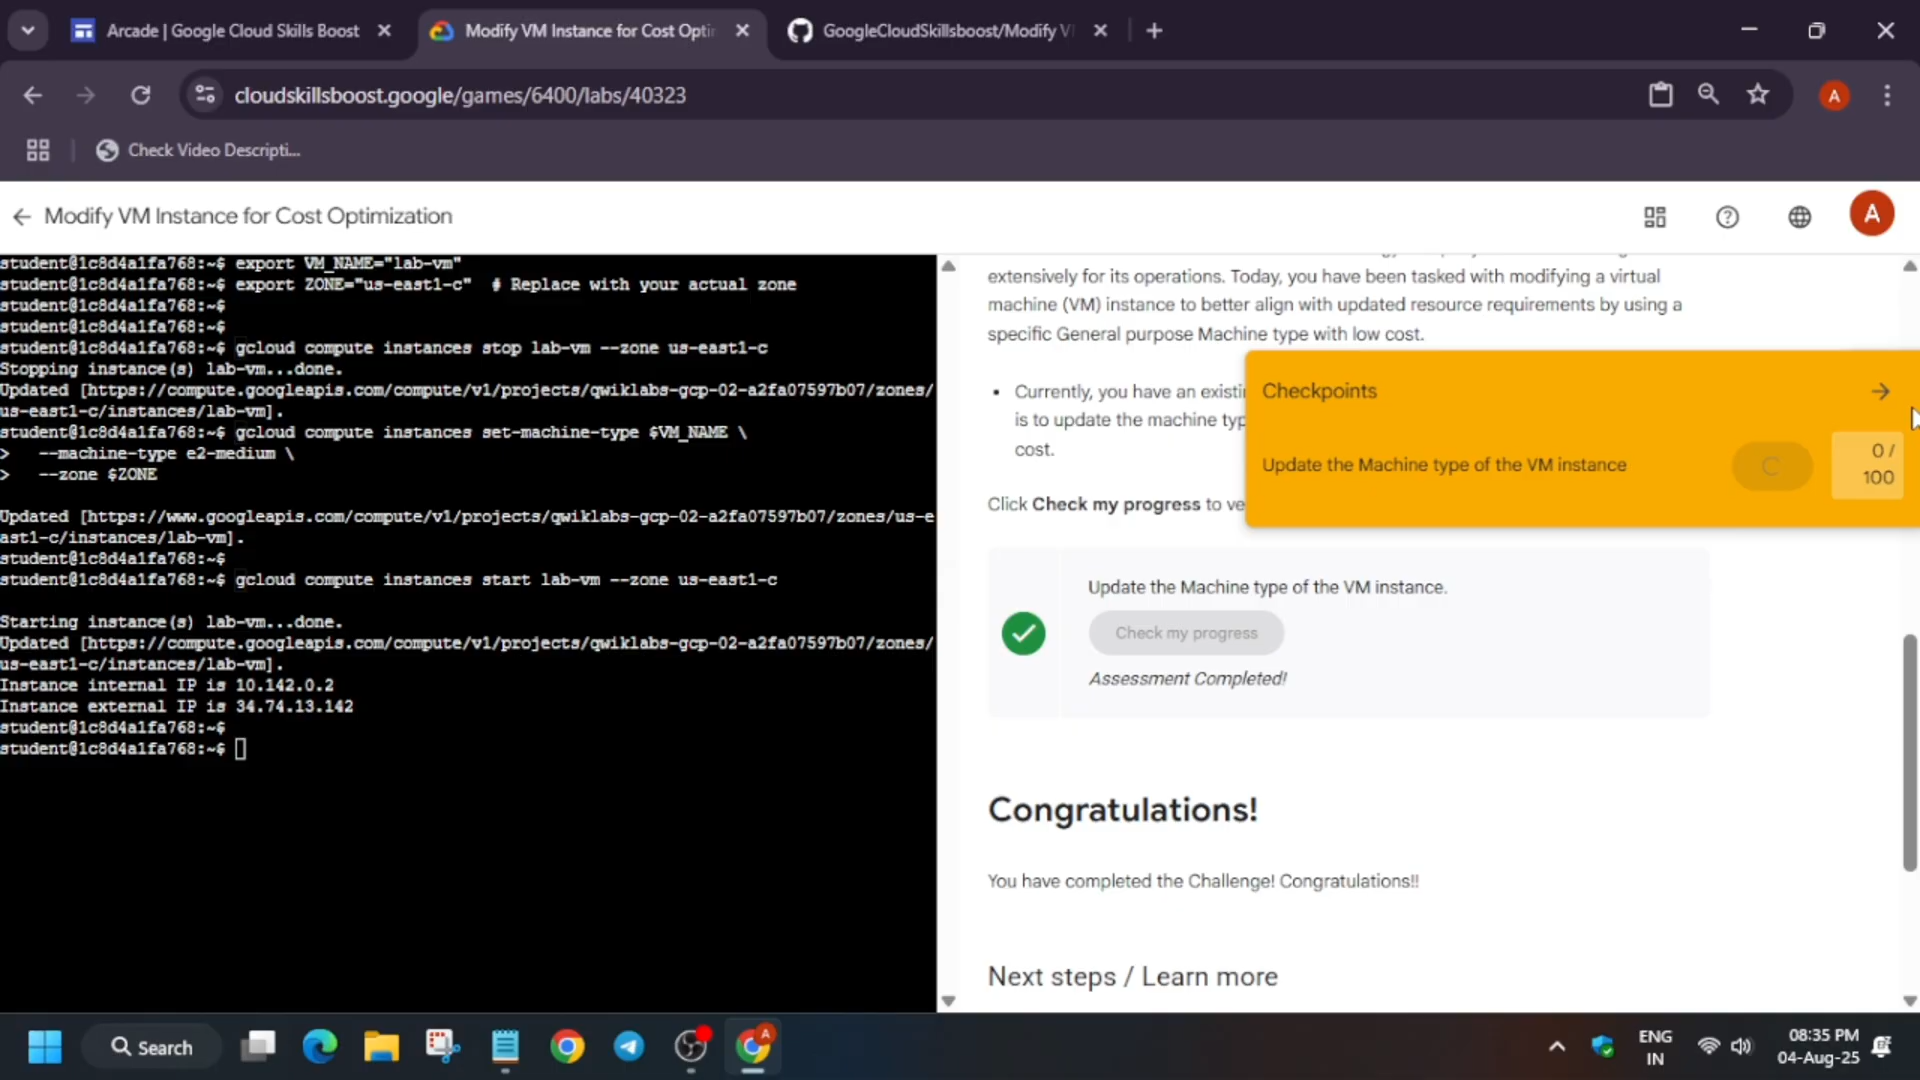 Arcade | Google Cloud Skills Boost
Modify VM Instance for Cost Opti
GoogleCloudSkillsboost/Modify V
cloudskillsboost.google/games/6400/labs/40323
A
Check Video Descripti...
Modify VM Instance for Cost Optimization
A
student@1c8d4a1fa768:~$ export VM_NAME="lab-vm"
student@1c8d4a1fa768:~$ export ZONE="us-east1-c"  # Replace with your actual zone
student@1c8d4a1fa768:~$
student@1c8d4a1fa768:~$
student@1c8d4a1fa768:~$ gcloud compute instances stop lab-vm --zone us-east1-c
Stopping instance(s) lab-vm...done.
Updated [https://compute.googleapis.com/compute/v1/projects/qwiklabs-gcp-02-a2fa07597b07/zones/
us-east1-c/instances/lab-vm].
student@1c8d4a1fa768:~$ gcloud compute instances set-machine-type $VM_NAME \
>   --machine-type e2-medium \
>   --zone $ZONE
Updated [https://www.googleapis.com/compute/v1/projects/qwiklabs-gcp-02-a2fa07597b07/zones/us-e
ast1-c/instances/lab-vm].
student@1c8d4a1fa768:~$
student@1c8d4a1fa768:~$ gcloud compute instances start lab-vm --zone us-east1-c
Starting instance(s) lab-vm...done.
Updated [https://compute.googleapis.com/compute/v1/projects/qwiklabs-gcp-02-a2fa07597b07/zones/
us-east1-c/instances/lab-vm].
Instance internal IP is 10.142.0.2
Instance external IP is 34.74.13.142
student@1c8d4a1fa768:~$
student@1c8d4a1fa768:~$
extensively for its operations. Today, you have been tasked with modifying a virtual
machine (VM) instance to better align with updated resource requirements by using a
specific General purpose Machine type with low cost.
• Currently, you have an existi
is to update the machine typ
cost.
Click Check my progress to ve
Checkpoints
Update the Machine type of the VM instance
0 /
100
Update the Machine type of the VM instance.
Check my progress
Assessment Completed!
Congratulations!
You have completed the Challenge! Congratulations!!
Next steps / Learn more
Search
A
ENG
IN
08:35 PM
04-Aug-25